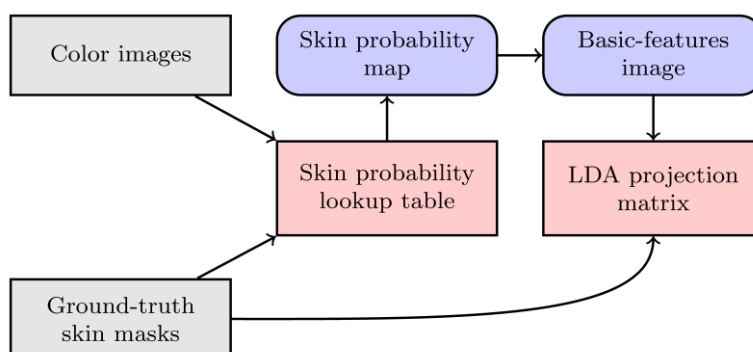 Color images
Skin probability
map
Basic-features
image
Skin probability
lookup table
LDA projection
matrix
Ground-truth
skin masks